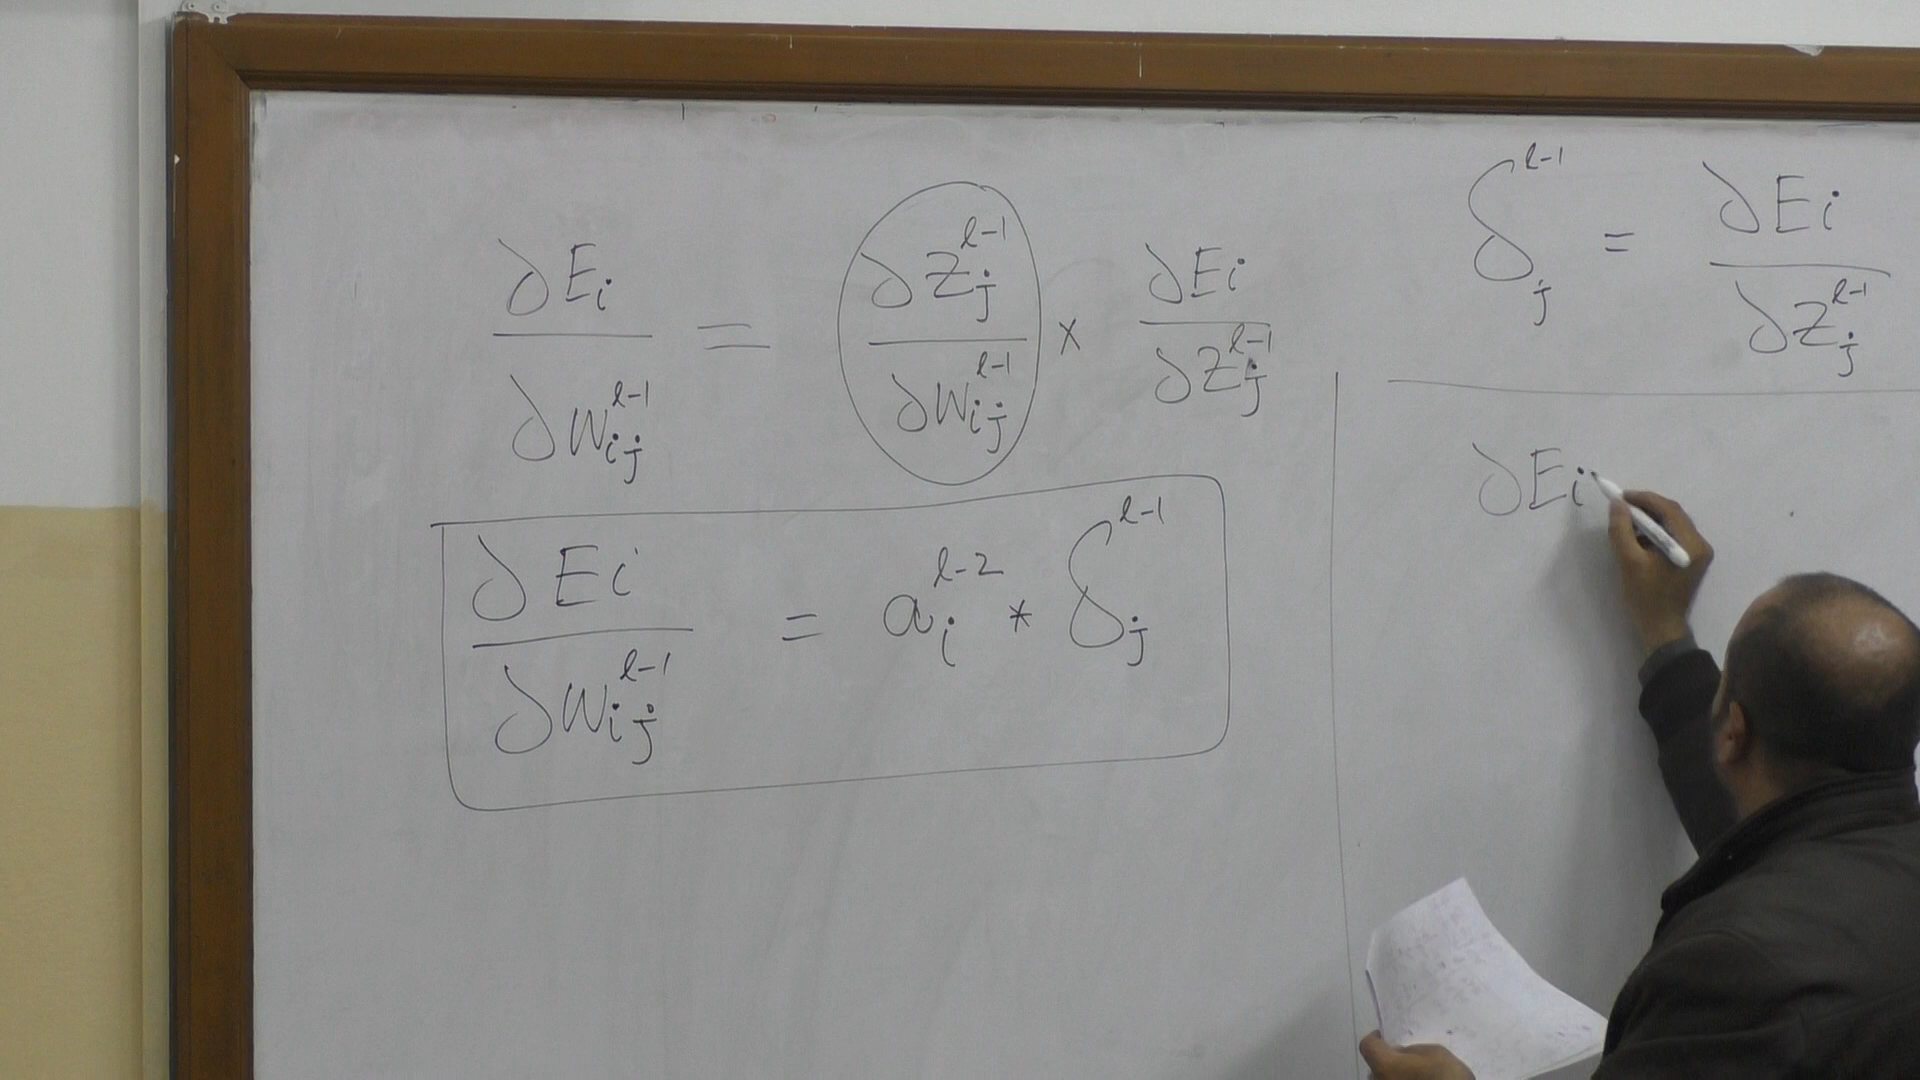 ∂Ei / ∂w_ij^(l-1) = ∂z_j^(l-1) / ∂w_ij^(l-1) × ∂Ei / ∂z_j^(l-1)
∂Ei / ∂w_ij^(l-1) = a_i^(l-2) * δ_j^(l-1)
δ_j^(l-1) = ∂Ei / ∂z_j^(l-1)
∂Ei